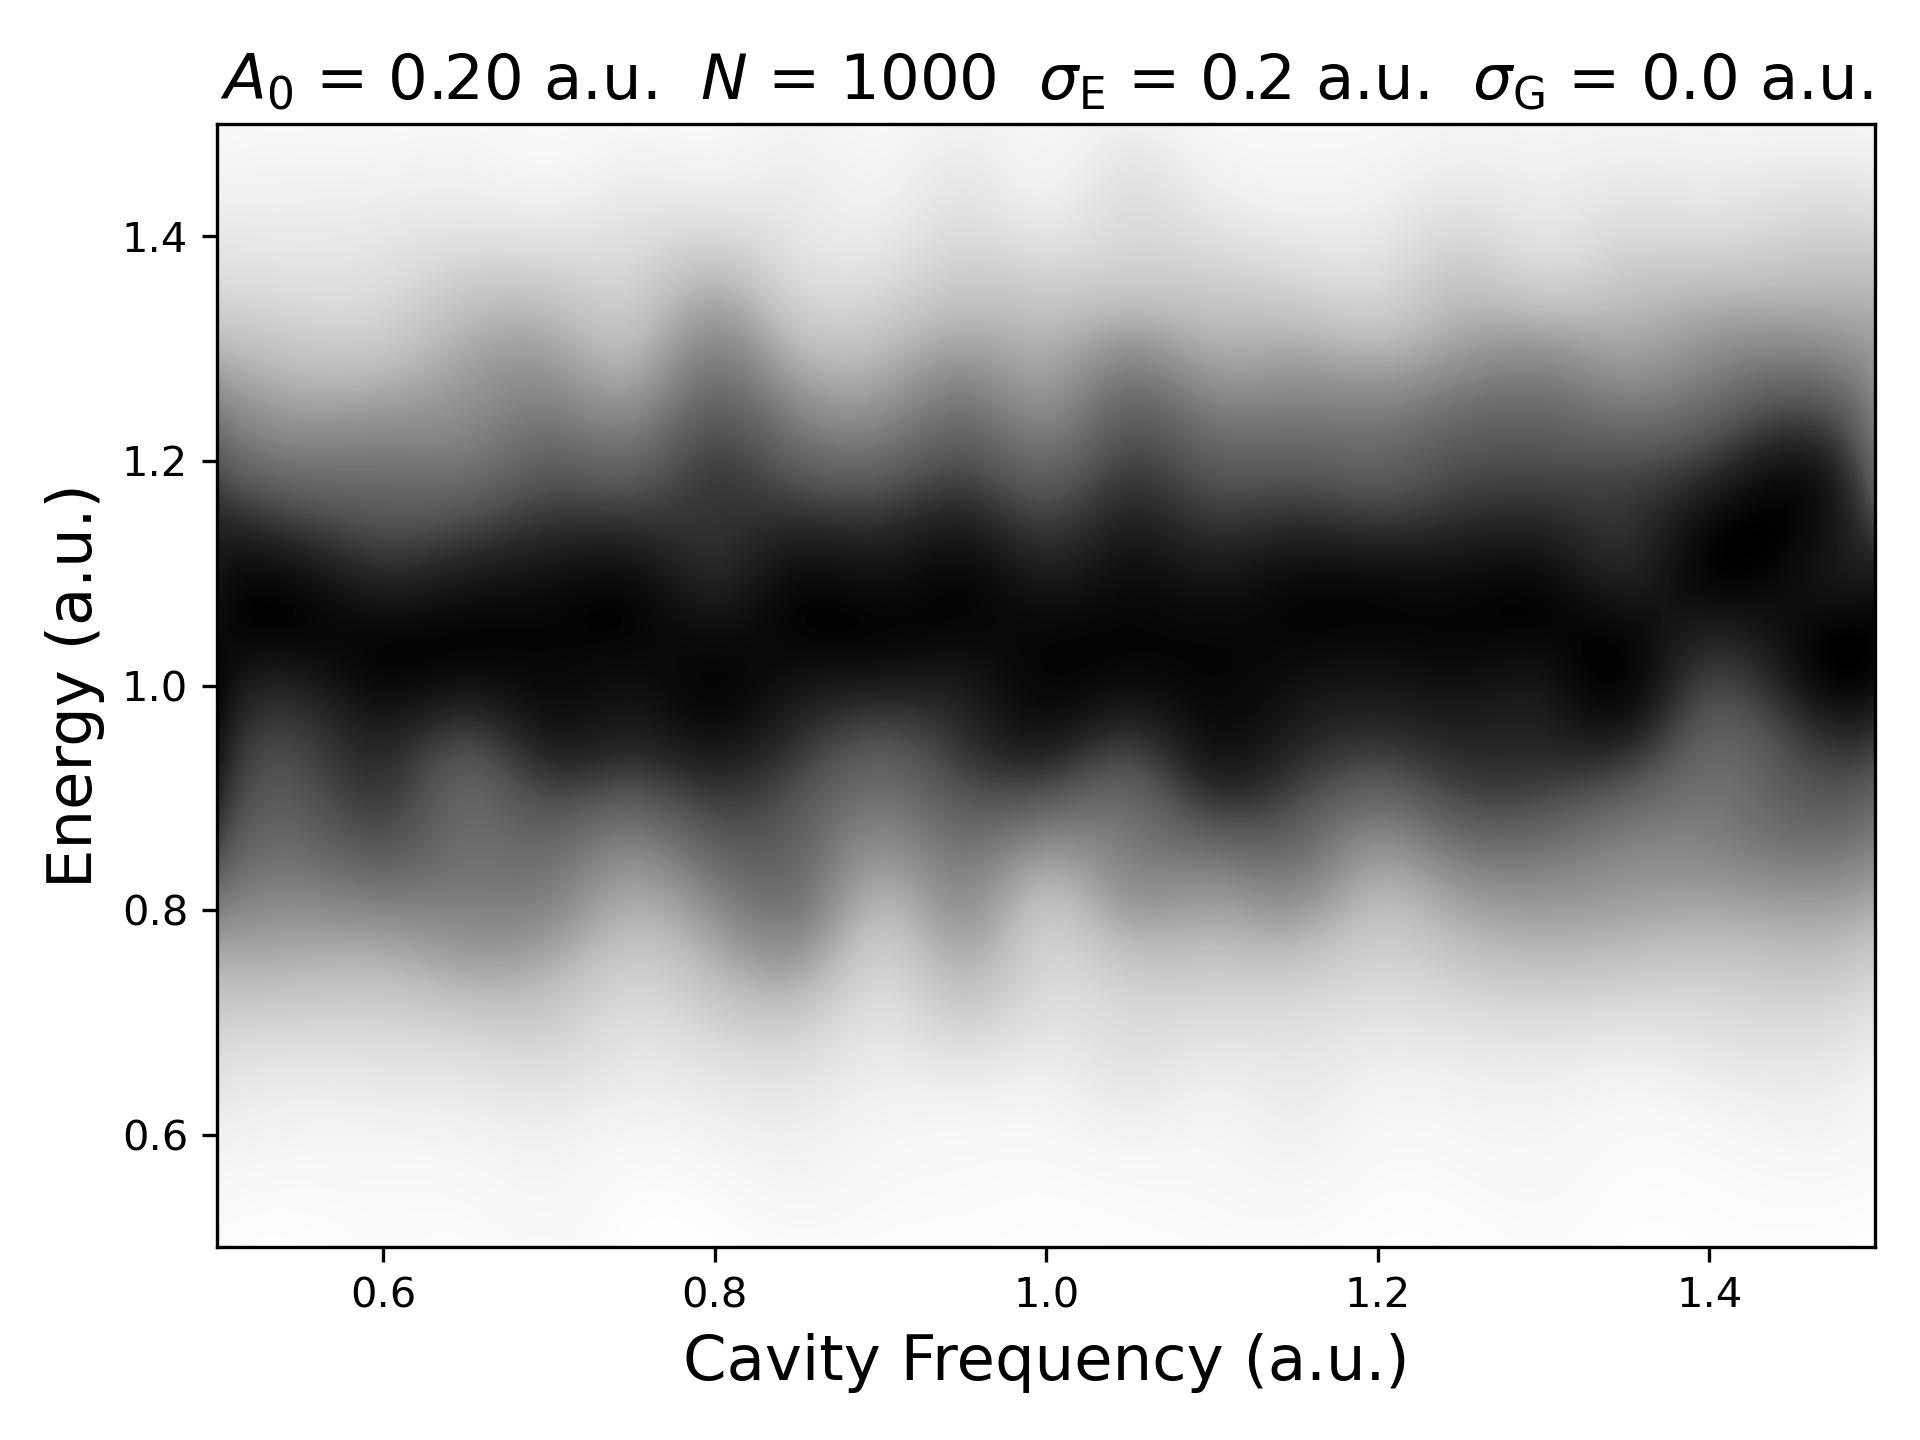 A₀ = 0.20 a.u. N = 1000 σE = 0.2 a.u. σG = 0.0 a.u.
Energy (a.u.)
1.4
1.2
1.0
0.8
0.6
0.6 0.8 1.0 1.2 1.4
Cavity Frequency (a.u.)